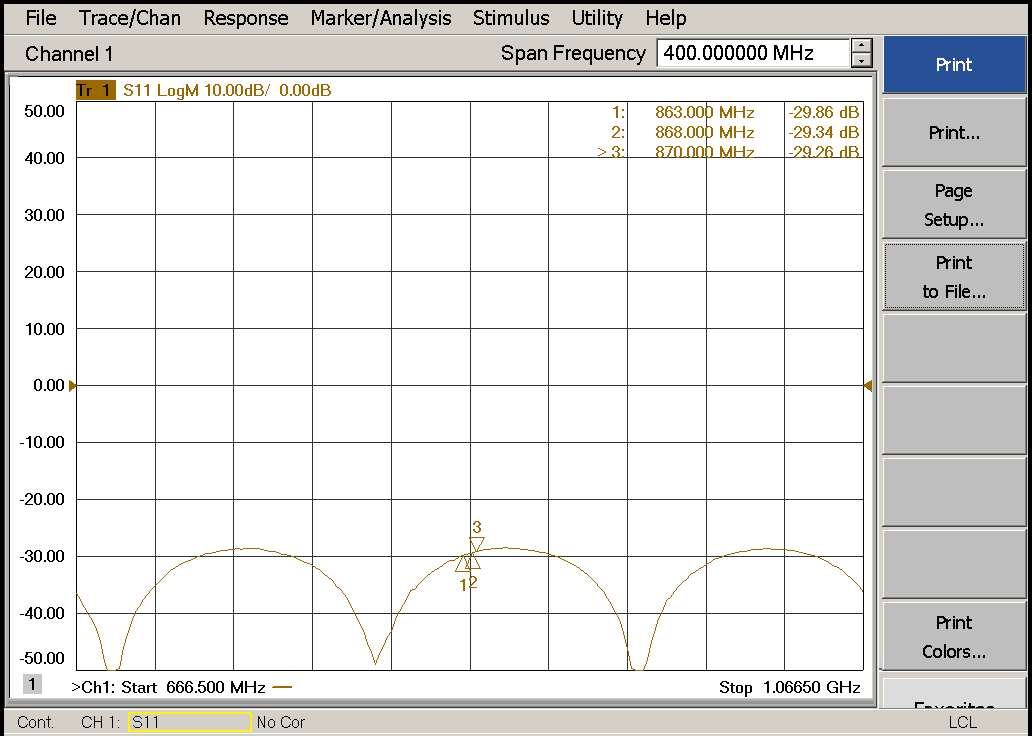 File Trace/Chan Response Marker/Analysis Stimulus Utility Help
Channel 1 Span Frequency 400.000000 MHz
Print
Print...
Page
Setup...
Print
to File...
Print
Colors...
Favorites
Tr 1 S11 LogM 10.00dB/ 0.00dB
1: 863.000 MHz -29.86 dB
2: 868.000 MHz -29.34 dB
> 3: 870.000 MHz -29.26 dB
50.00
40.00
30.00
20.00
10.00
0.00
-10.00
-20.00
-30.00
-40.00
-50.00
3
1 2
1 >Ch1: Start 666.500 MHz Stop 1.06650 GHz
Cont. CH 1: S11 No Cor LCL